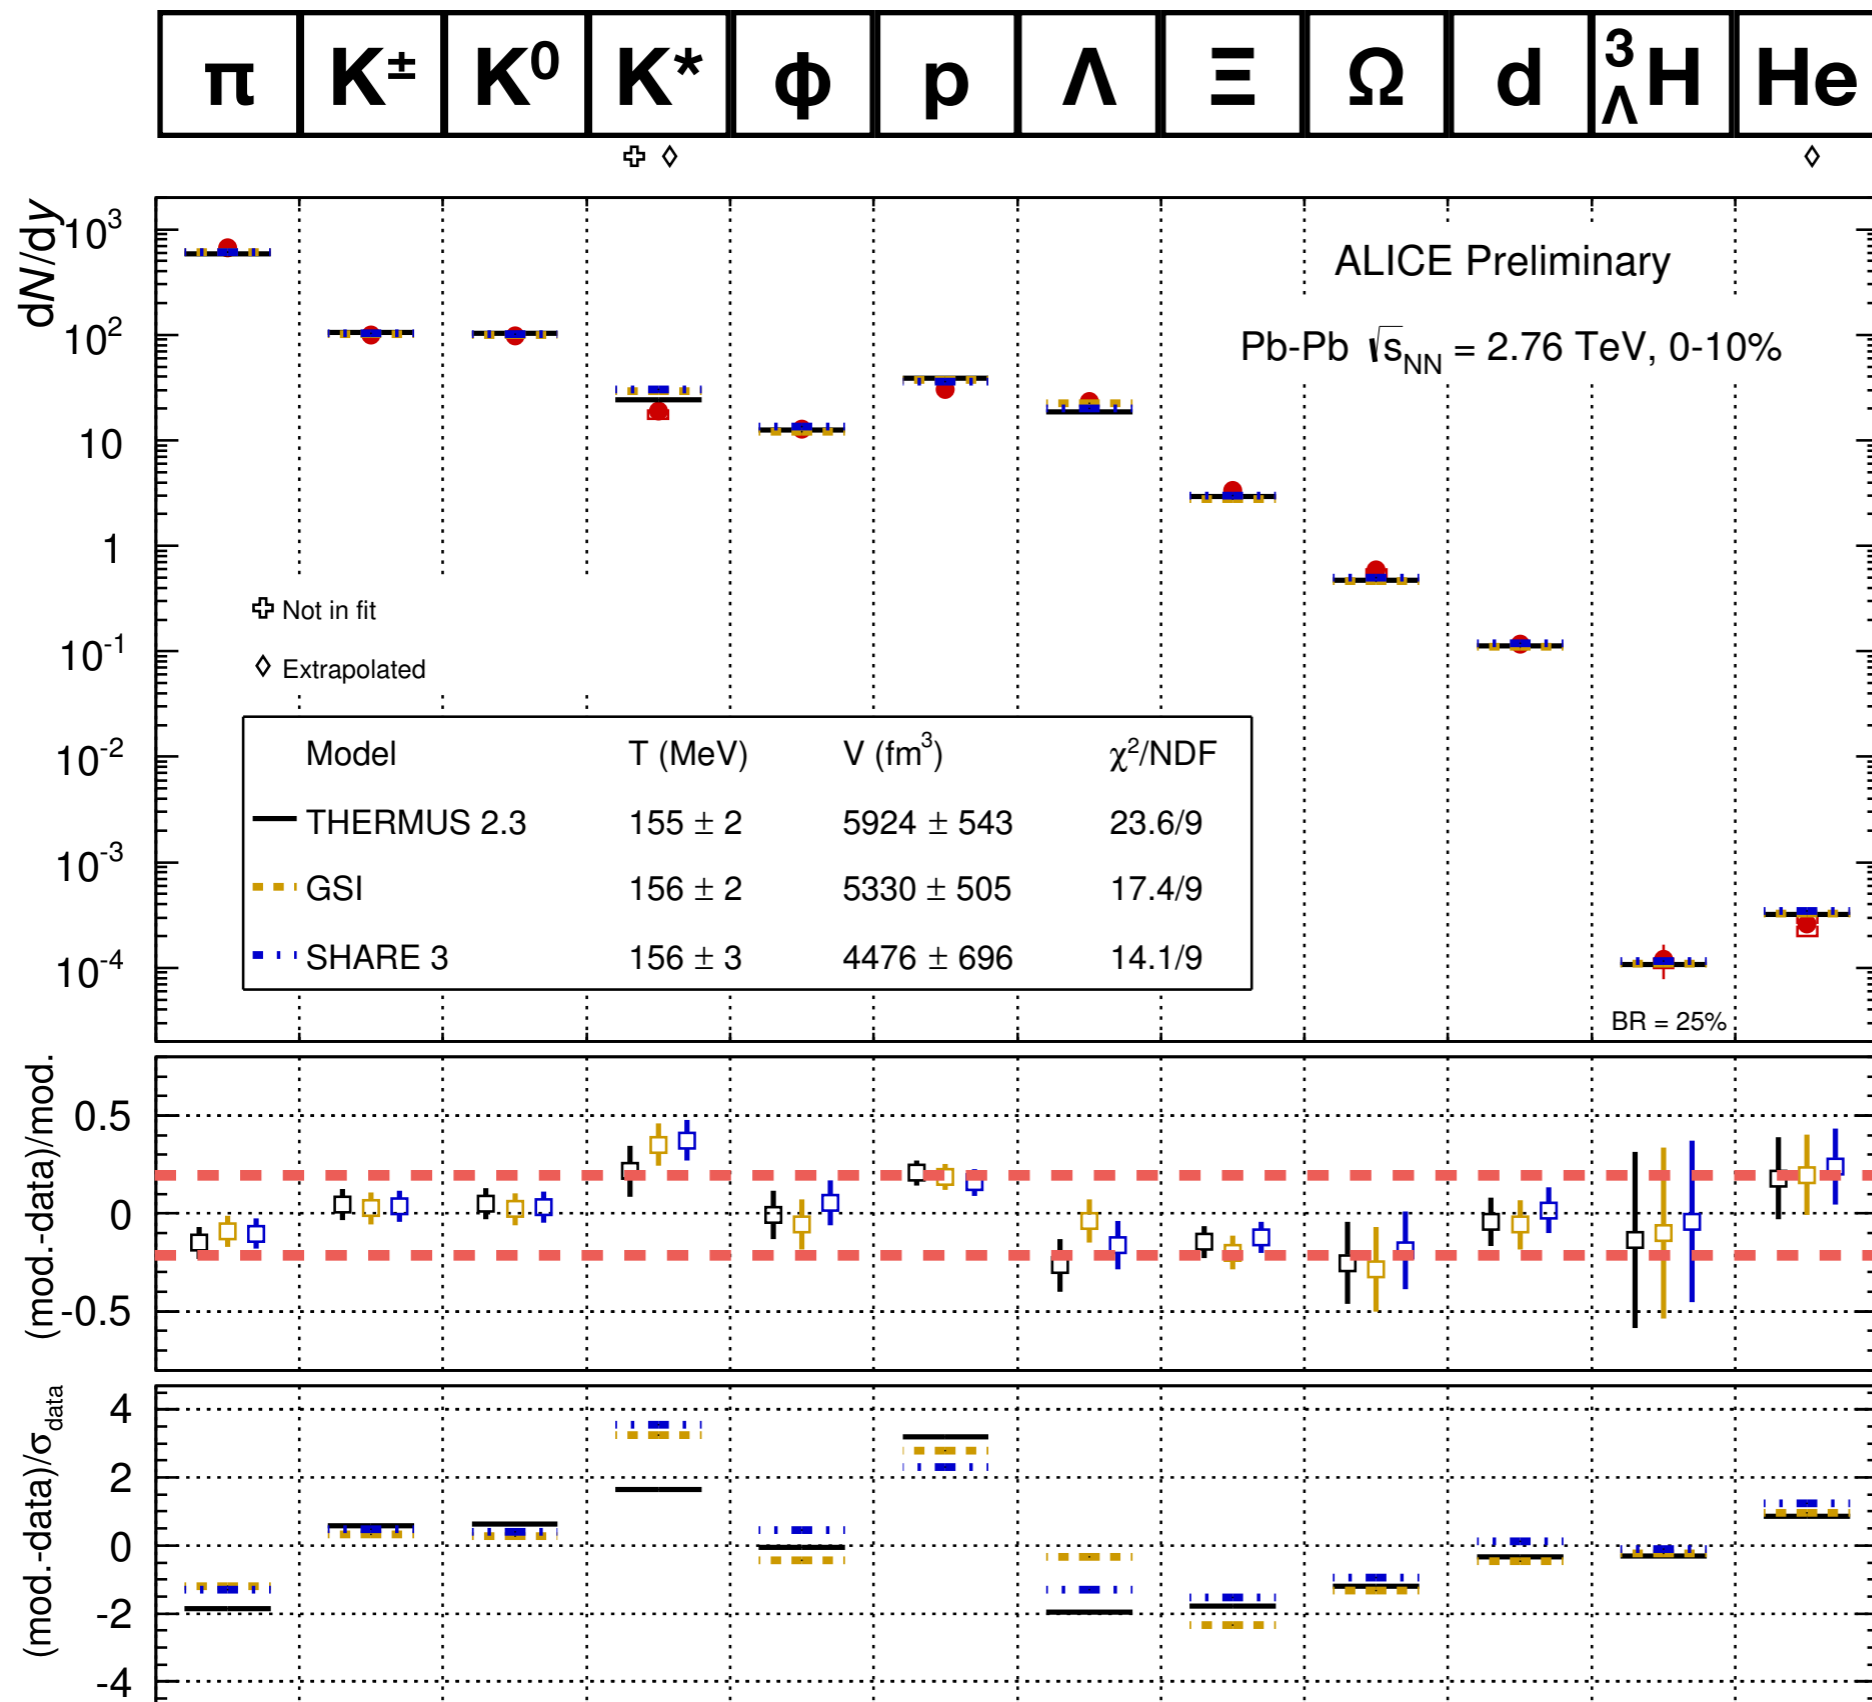 π K± K⁰ K* ϕ p Λ Ξ Ω d ³ΛH He
dN/dy
10³
10²
10
1
10⁻¹
10⁻²
10⁻³
10⁻⁴
ALICE Preliminary
Pb-Pb √sNN = 2.76 TeV, 0-10%
Not in fit
Extrapolated
Model T (MeV) V (fm³) χ²/NDF
THERMUS 2.3 155 ± 2 5924 ± 543 23.6/9
GSI 156 ± 2 5330 ± 505 17.4/9
SHARE 3 156 ± 3 4476 ± 696 14.1/9
BR = 25%
(mod.-data)/mod.
0.5
0
-0.5
(mod.-data)/σdata
4
2
0
-2
-4